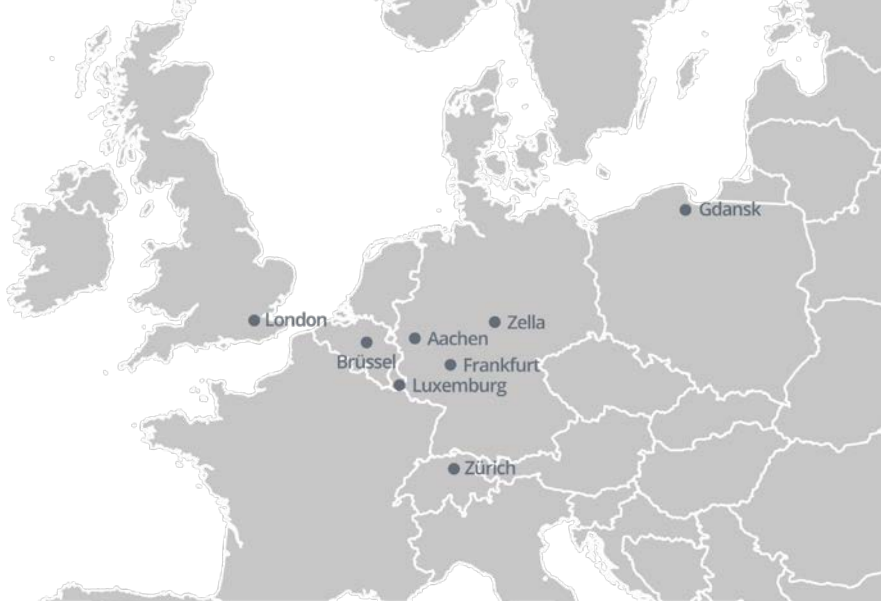 Gdansk
London
Zella
Aachen
Brüssel
Frankfurt
Luxemburg
Zürich